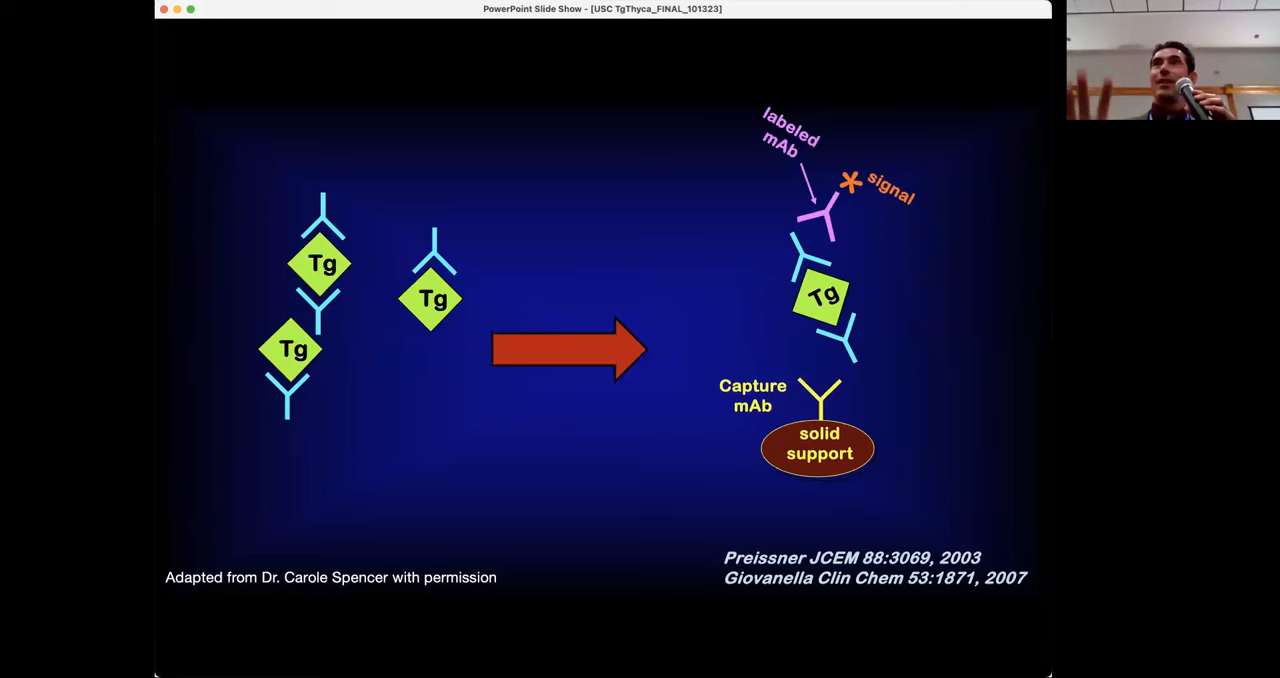 PowerPoint Slide Show - [USC TgThyca_FINAL_101323]
labeled
mAb
signal
Tg
Tg
Tg
Tg
Capture
mAb
solid
support
Preissner JCEM 88:3069, 2003
Giovanella Clin Chem 53:1871, 2007
Adapted from Dr. Carole Spencer with permission